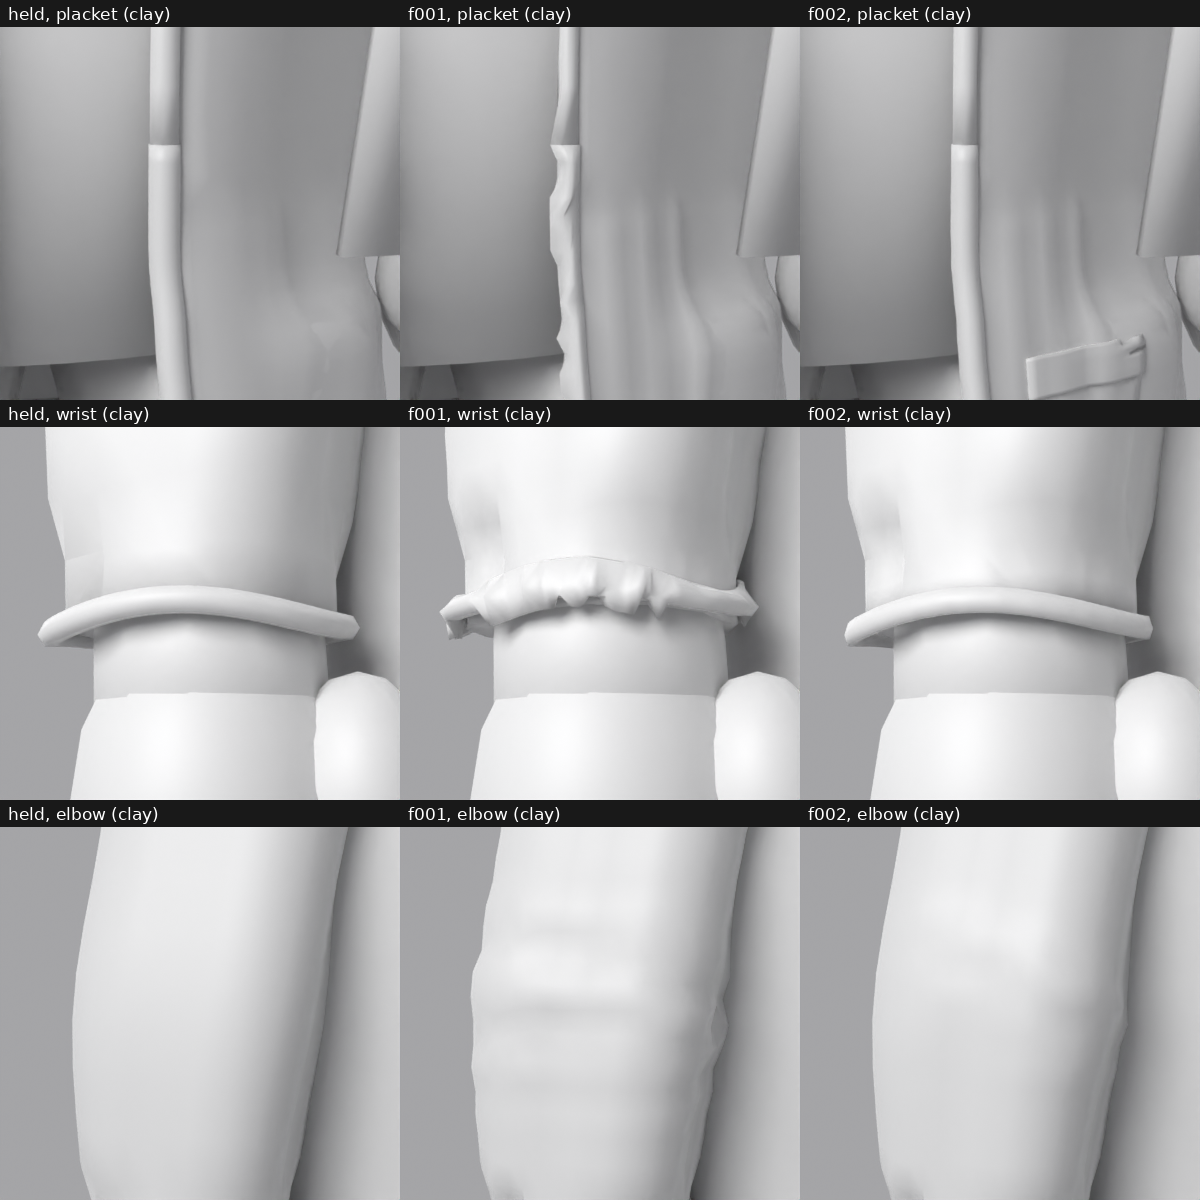 held, placket (clay)
f001, placket (clay)
f002, placket (clay)
held, wrist (clay)
f001, wrist (clay)
f002, wrist (clay)
held, elbow (clay)
f001, elbow (clay)
f002, elbow (clay)